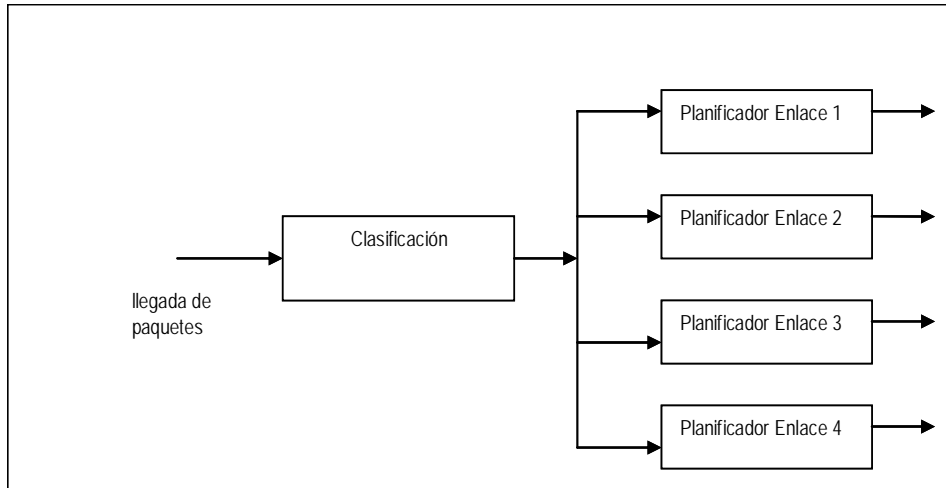 Clasificación
llegada de
paquetes
Planificador Enlace 1
Planificador Enlace 2
Planificador Enlace 3
Planificador Enlace 4